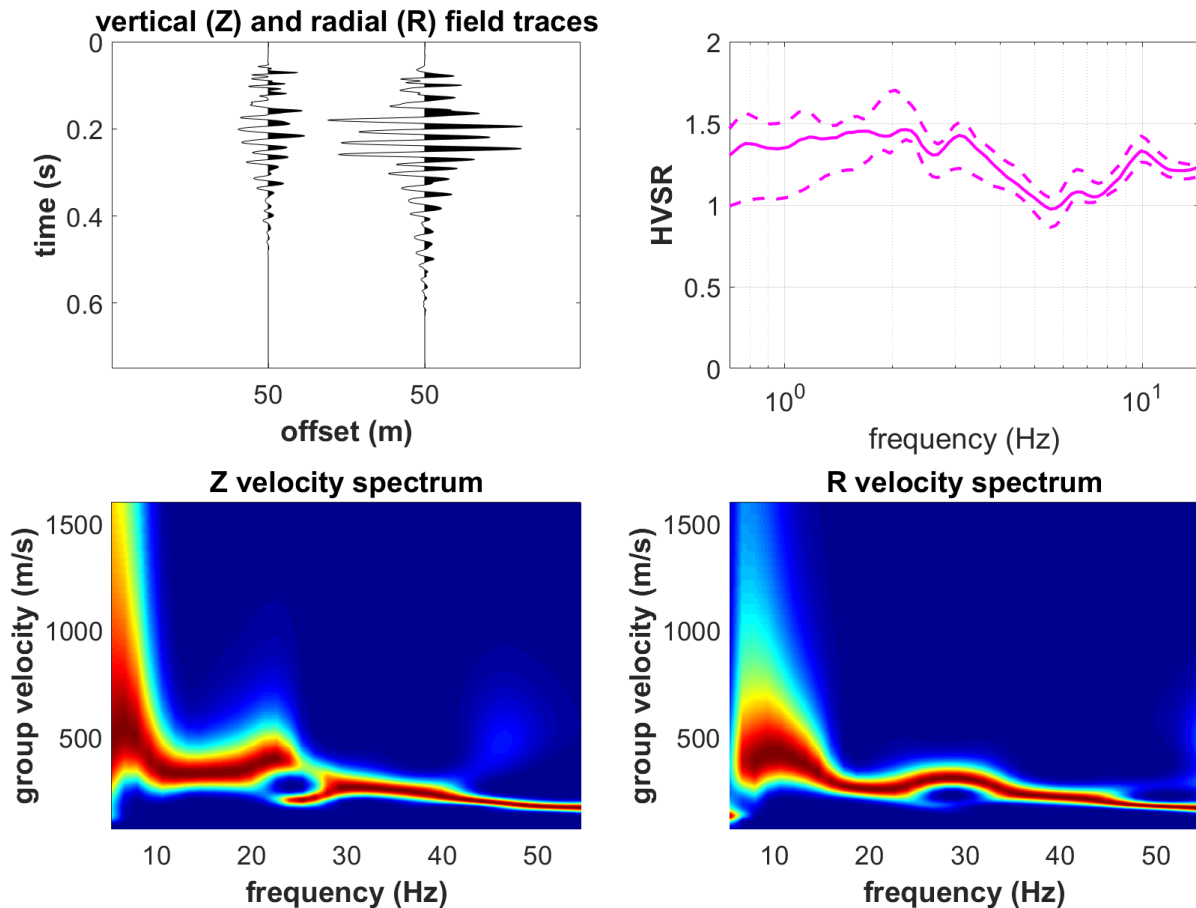 vertical (Z) and radial (R) field traces
0
0.2
0.4
0.6
time (s)
50
50
offset (m)
2
1.5
1
0.5
0
HVSR
10^0
10^1
frequency (Hz)
Z velocity spectrum
1500
1000
500
group velocity (m/s)
10
20
30
40
50
frequency (Hz)
R velocity spectrum
1500
1000
500
group velocity (m/s)
10
20
30
40
50
frequency (Hz)